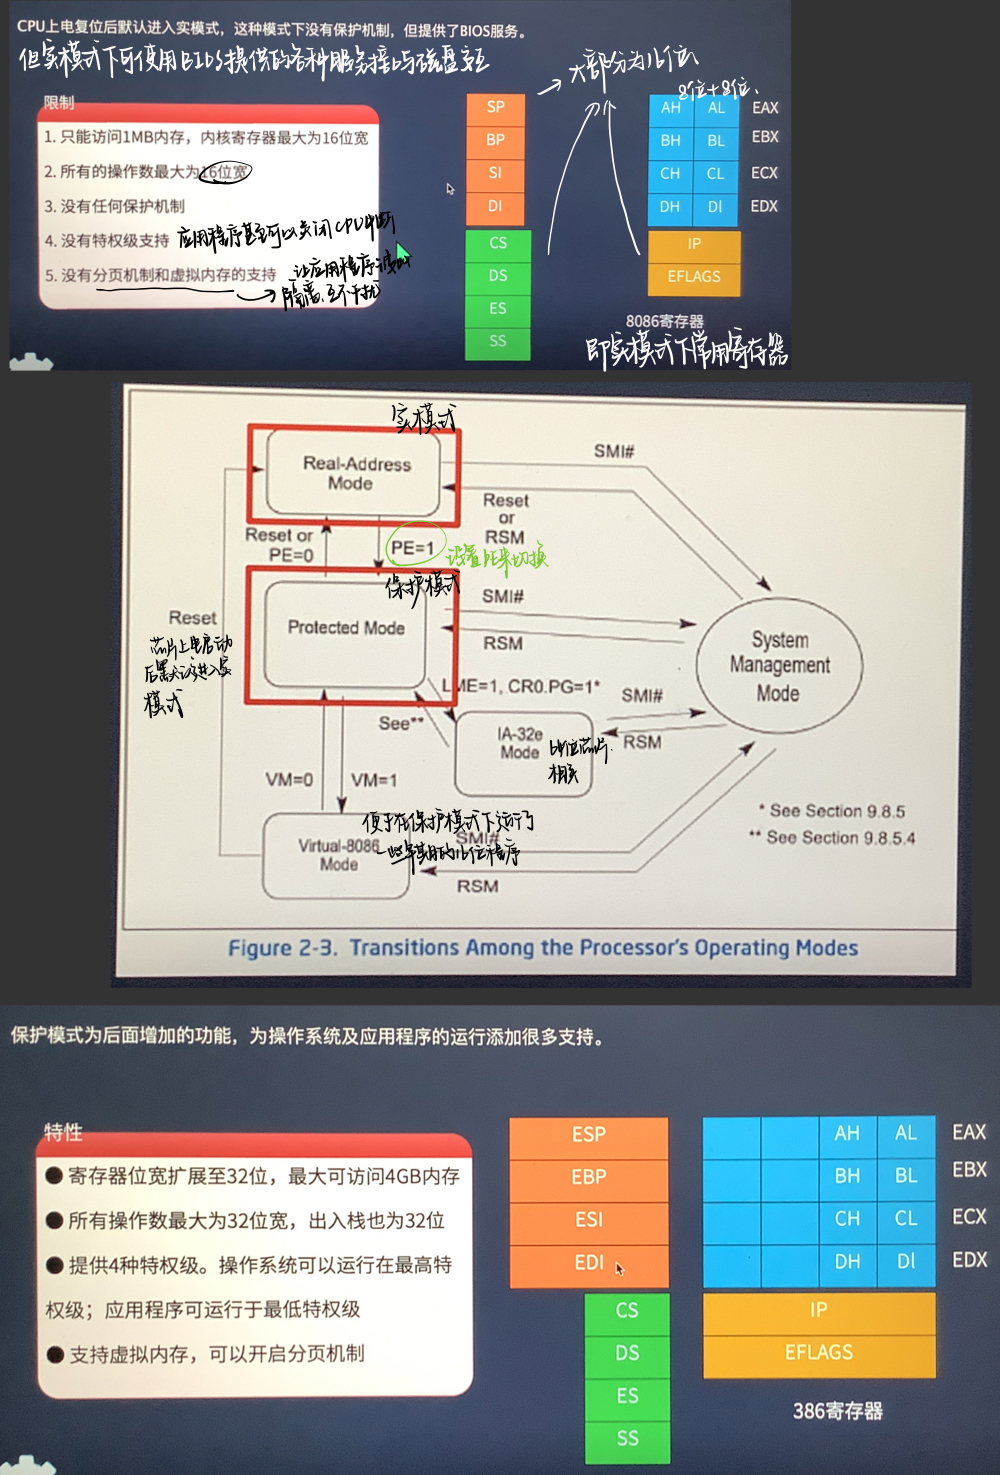 CPU上电复位后默认进入实模式，这种模式下没有保护机制，但提供了BIOS服务。
但实模式下可使用BIOS提供的各种服务接与磁盘交互
限制
1. 只能访问1MB内存，内核寄存器最大为16位宽
2. 所有的操作数最大为16位宽
3. 没有任何保护机制
4. 没有特权级支持 应用程序甚至可以关闭CPU中断
5. 没有分页机制和虚拟内存的支持
让应用程序
隔离、互不干扰
SP
BP
SI
DI
CS
DS
ES
SS
大部分为16位
8位+8位
AH AL EAX
BH BL EBX
CH CL ECX
DH Dl EDX
IP
EFLAGS
8086寄存器
即实模式下常用寄存器
实模式
Real-Address
Mode
SMI#
Reset
or
RSM
Reset or
PE=0
PE=1
设置PE来切换
保护模式
Protected Mode
SMI#
RSM
Reset
芯片上电启动
后默认进入实
模式
System
Management
Mode
LME=1, CR0.PG=1*
SMI#
See**
IA-32e
Mode
64位芯片
相关
RSM
VM=0
VM=1
便于在保护模式下运行
一些早期的16位程序
Virtual-8086
Mode
SMI#
RSM
* See Section 9.8.5
** See Section 9.8.5.4
Figure 2-3. Transitions Among the Processor's Operating Modes
保护模式为后面增加的功能，为操作系统及应用程序的运行添加很多支持。
特性
● 寄存器位宽扩展至32位，最大可访问4GB内存
● 所有操作数最大为32位宽，出入栈也为32位
● 提供4种特权级。操作系统可以运行在最高特
权级；应用程序可运行于最低特权级
● 支持虚拟内存，可以开启分页机制
ESP
EBP
ESI
EDI
CS
DS
ES
SS
AH AL EAX
BH BL EBX
CH CL ECX
DH Dl EDX
IP
EFLAGS
386寄存器